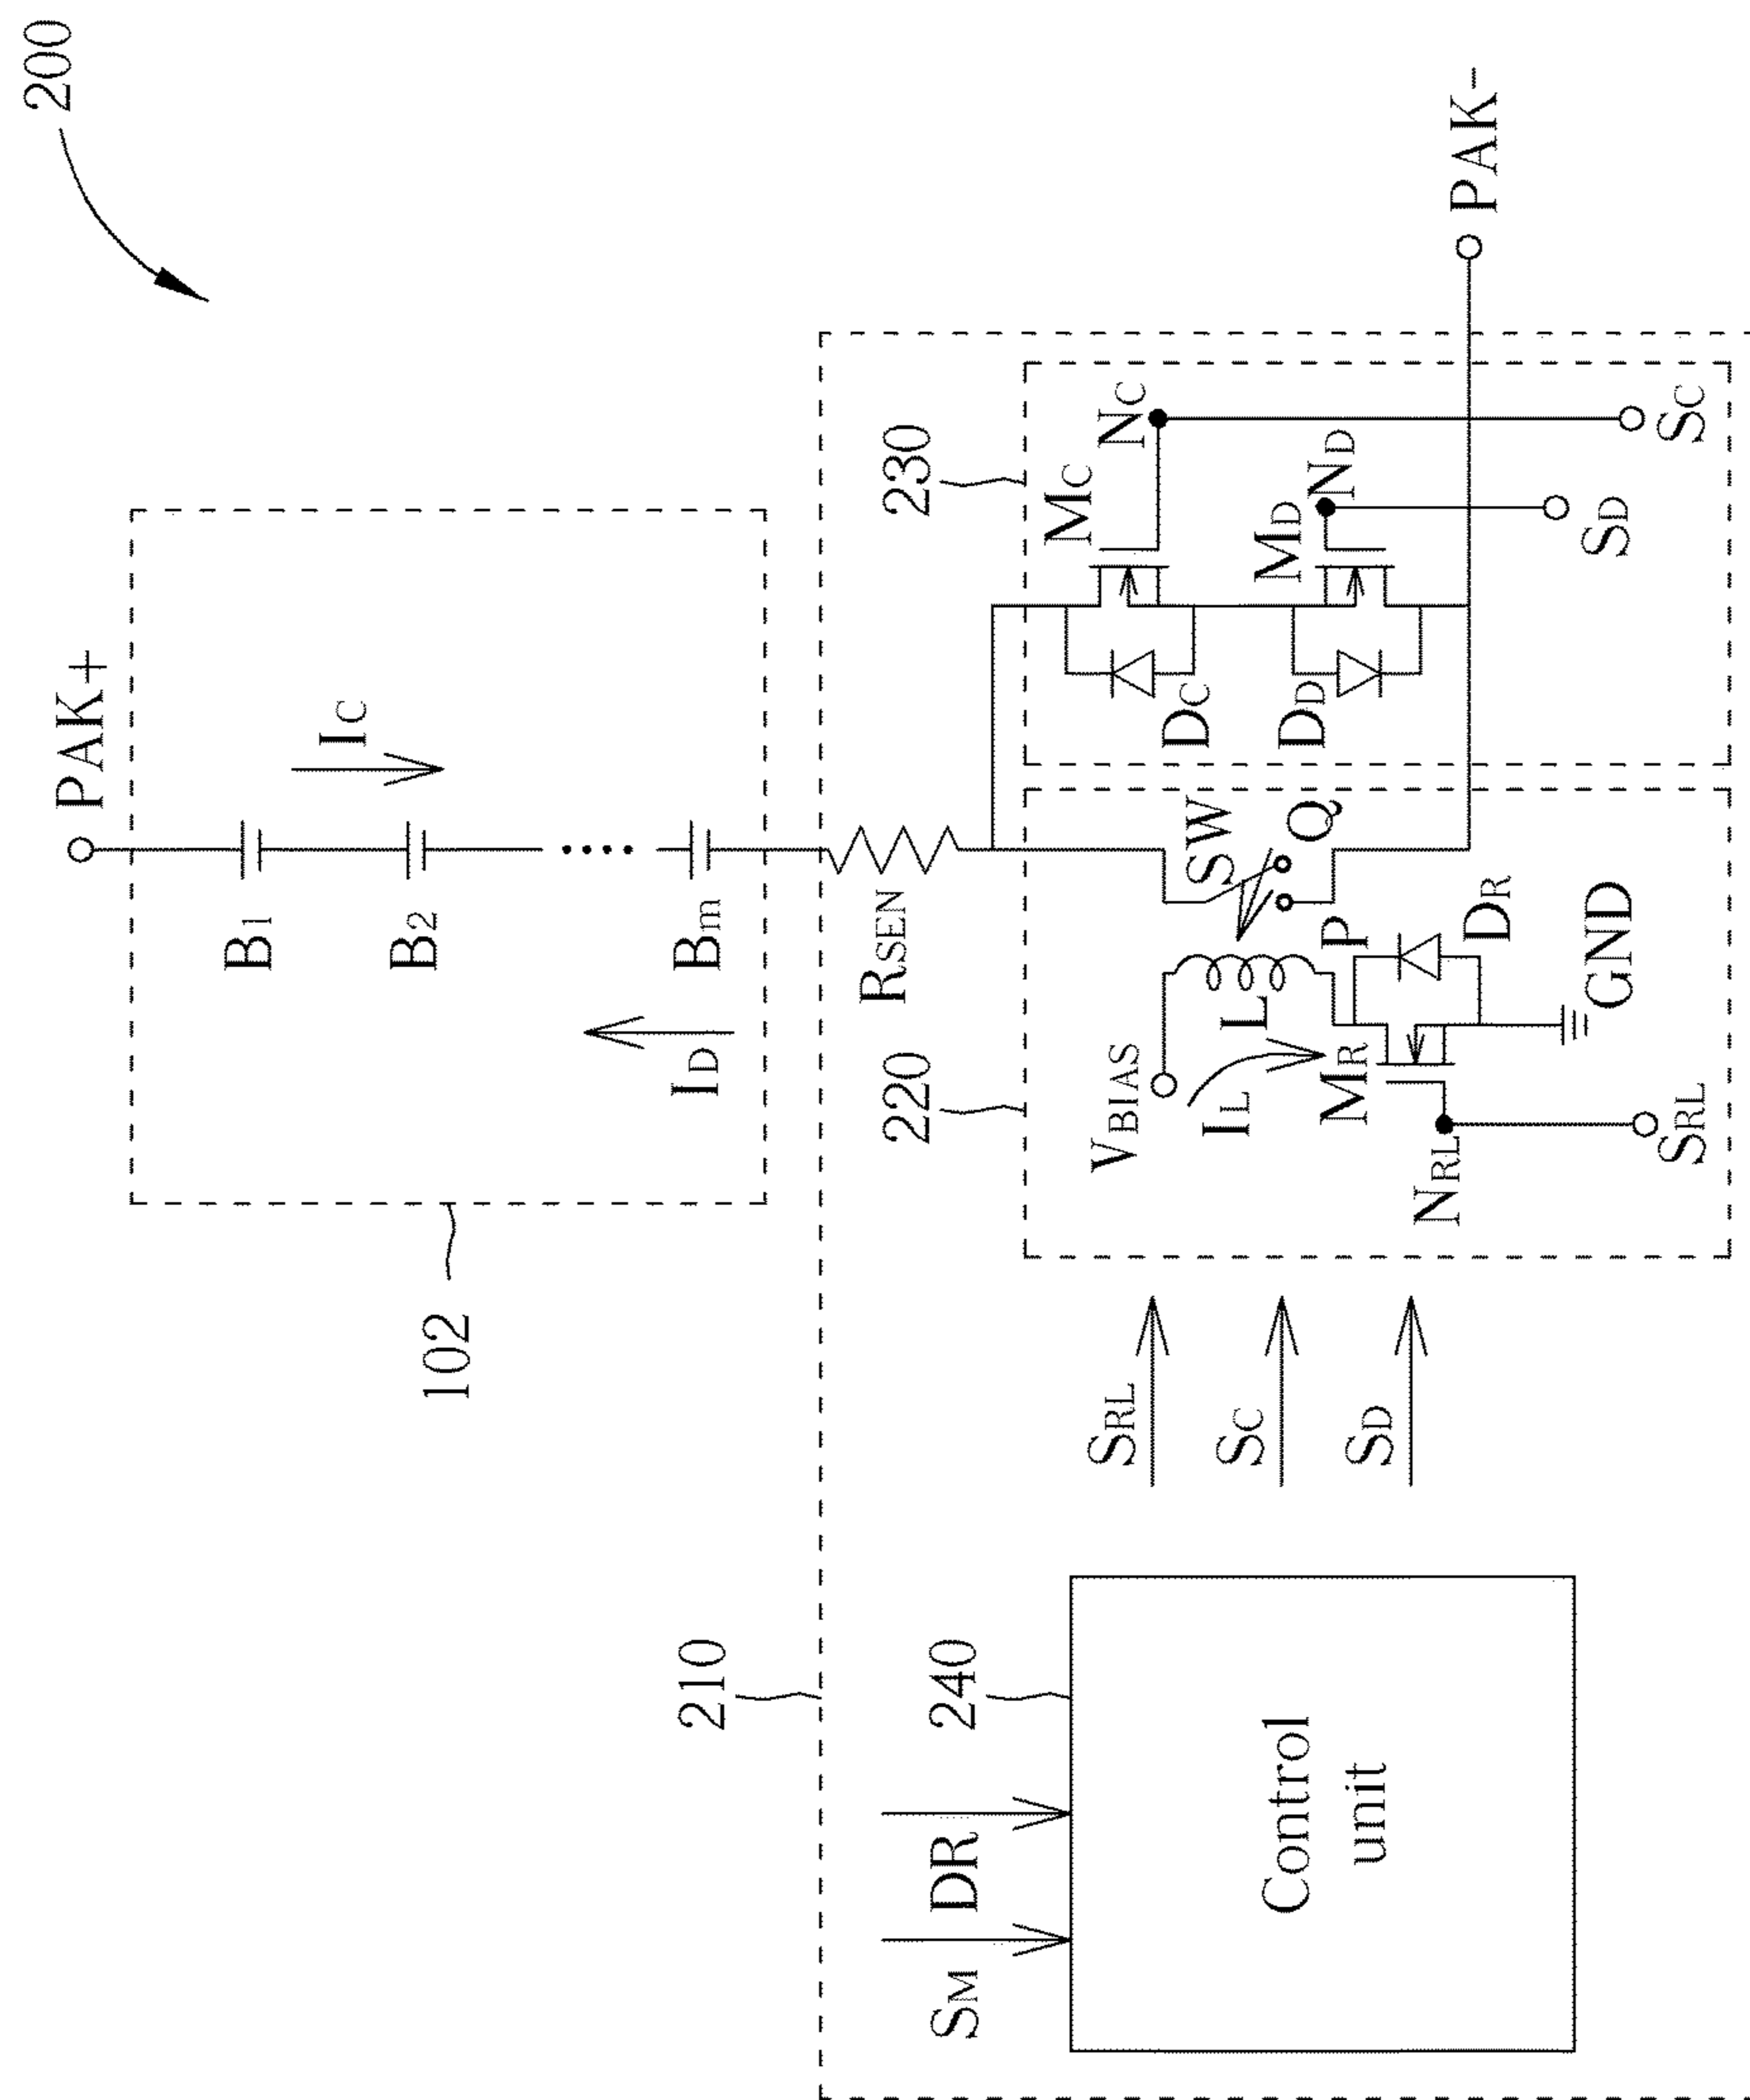 200
PAK+
IC
B1
B2
Bm
ID
102
RSEN
210
220
230
240
SM
DR
Control
unit
SRL
SC
SD
VBIAS
IL
L
SW
Q
P
MR
DR
NRL
SRL
GND
MC
NC
DC
MD
ND
DD
SD
SC
PAK-